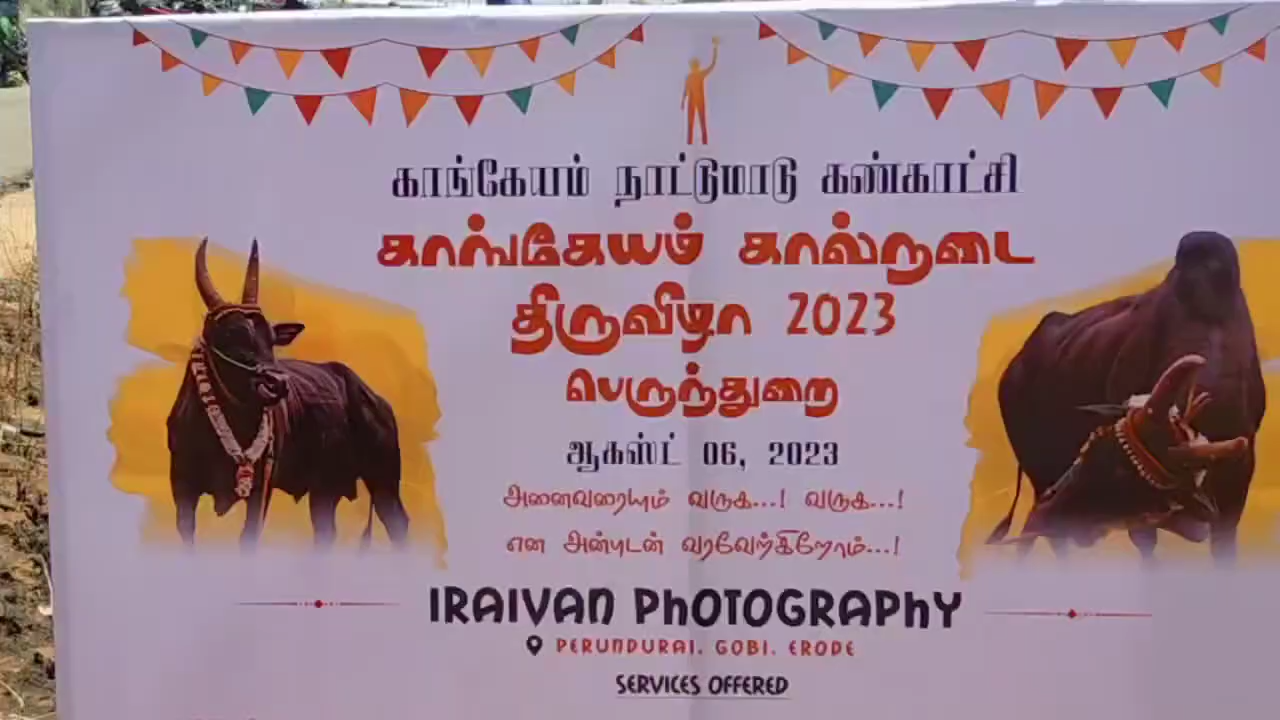 காங்கேயம் நாட்டுமாடு கண்காட்சி
காங்கேயம் கால்நடை
திருவிழா 2023
பெருந்துறை
ஆகஸ்ட் 06, 2023
அனைவரையும் வருக...! வருக...!
என அன்புடன் வரவேற்கிறோம்...!
IRAIVAN PHOTOGRAPHY
PERUNDURAI. GOBI. ERODE
SERVICES OFFERED